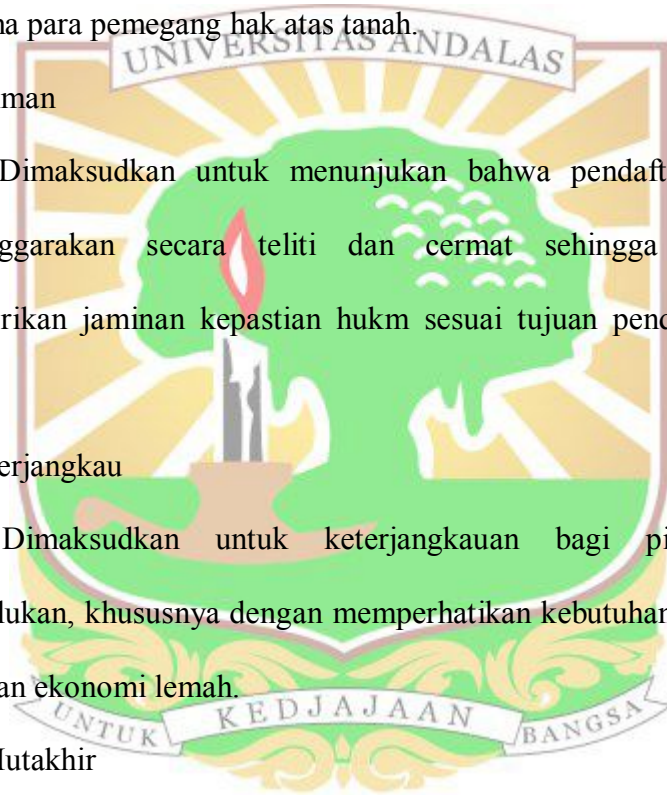 na para pemegang hak atas tanah.
UNIVERSITAS ANDALAS
man
Dimaksudkan untuk menunjukan bahwa pendaft
ggarakan secara teliti dan cermat sehingga
rikan jaminan kepastian hukm sesuai tujuan pend
erjangkau
Dimaksudkan untuk keterjangkauan bagi pi
lukan, khususnya dengan memperhatikan kebutuhan
an ekonomi lemah.
UNTUK KEDJAJAAN BANGSA
Mutakhir